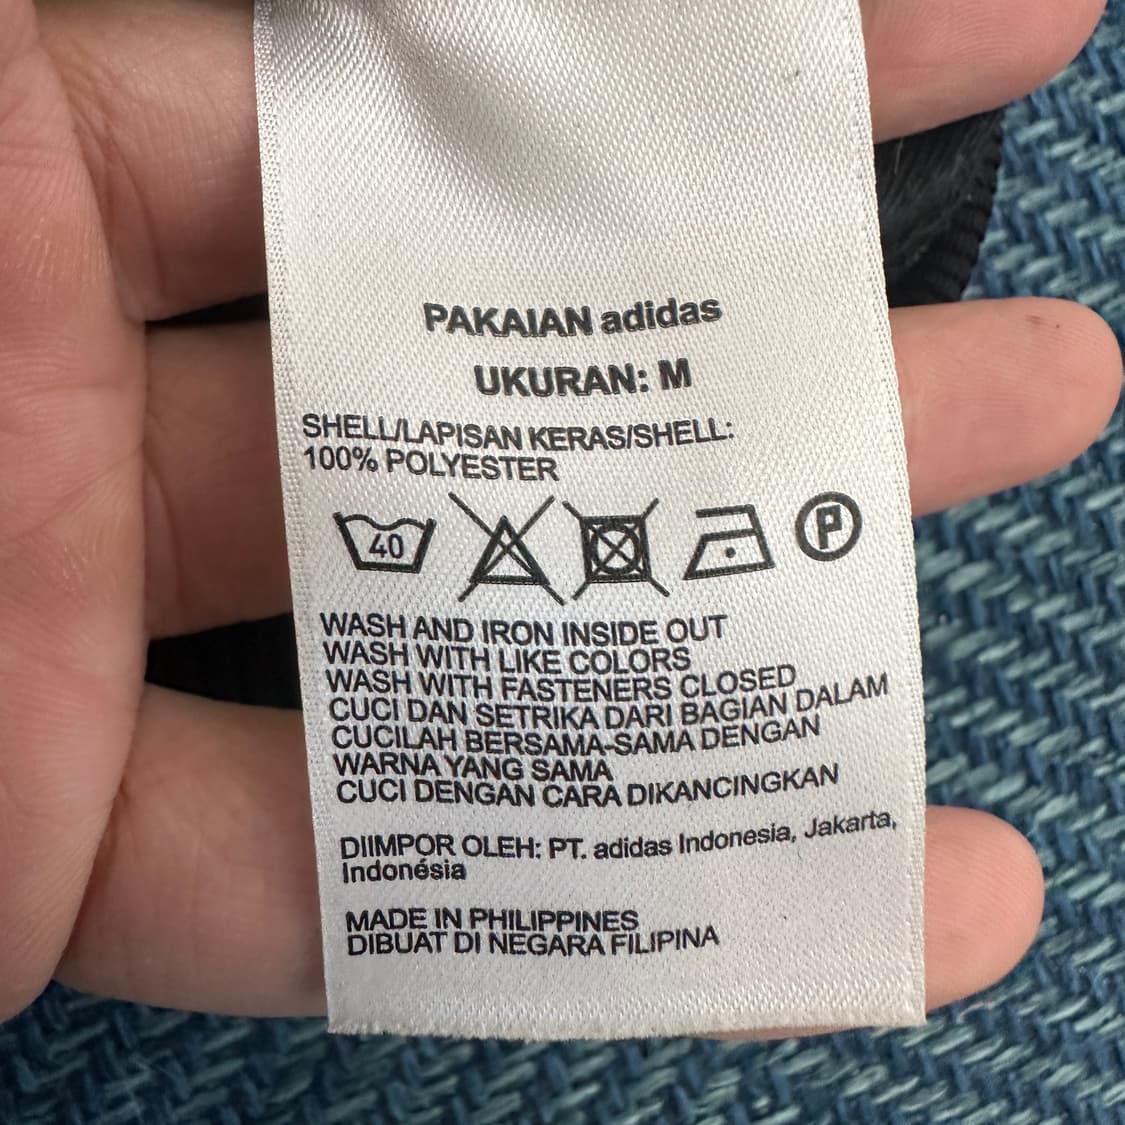 PAKAIAN adidas
UKURAN: M
SHELL/LAPISAN KERAS/SHELL:
100% POLYESTER
40 P
WASH AND IRON INSIDE OUT
WASH WITH LIKE COLORS
WASH WITH FASTENERS CLOSED
CUCI DAN SETRIKA DARI BAGIAN DALAM
CUCILAH BERSAMA-SAMA DENGAN
WARNA YANG SAMA
CUCI DENGAN CARA DIKANCINGKAN
DIIMPOR OLEH: PT. adidas Indonesia, Jakarta,
Indonésia
MADE IN PHILIPPINES
DIBUAT DI NEGARA FILIPINA